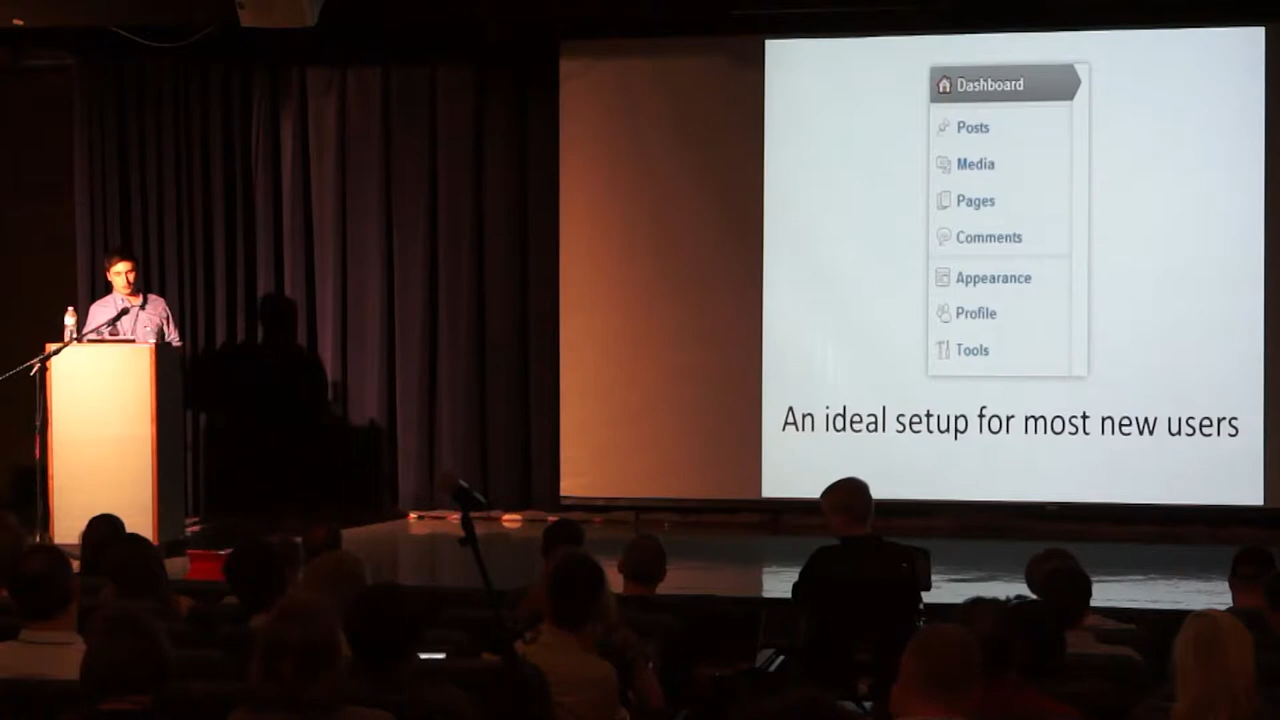 Dashboard
Posts
Media
Pages
Comments
Appearance
Profile
Tools
An ideal setup for most new users